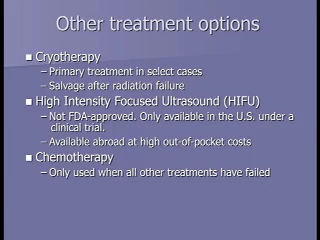 Other treatment options
■ Cryotherapy
– Primary treatment in select cases
– Salvage after radiation failure
■ High Intensity Focused Ultrasound (HIFU)
– Not FDA-approved. Only available in the U.S. under a
clinical trial.
– Available abroad at high out-of-pocket costs
■ Chemotherapy
– Only used when all other treatments have failed